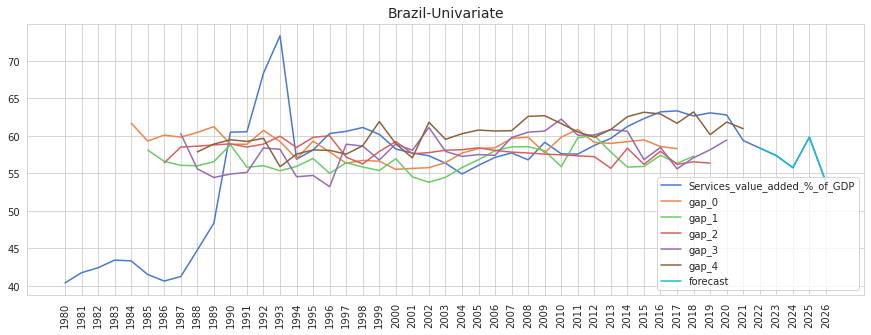 Brazil-Univariate
70
65
60
55
50
45
40
Services_value_added_%_of_GDP
gap_0
gap_1
gap_2
gap_3
gap_4
forecast
1980 1981 1982 1983 1984 1985 1986 1987 1988 1989 1990 1991 1992 1993 1994 1995 1996 1997 1998 1999 2000 2001 2002 2003 2004 2005 2006 2007 2008 2009 2010 2011 2012 2013 2014 2015 2016 2017 2018 2019 2020 2021 2022 2023 2024 2025 2026